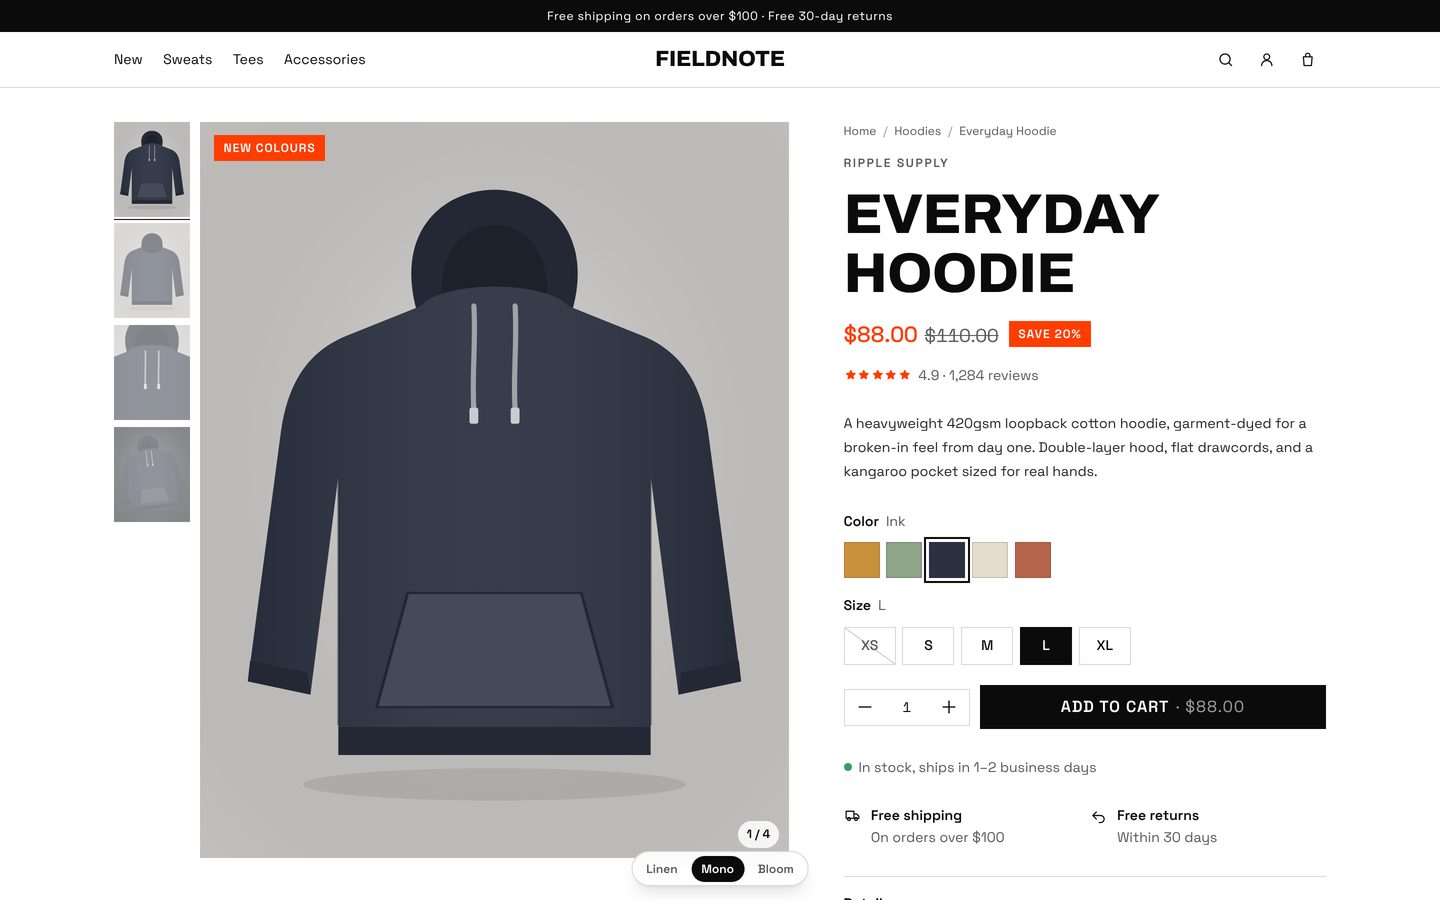 Free shipping on orders over $100 · Free 30-day returns
New Sweats Tees Accessories
FIELDNOTE
NEW COLOURS
1 / 4
Home / Hoodies / Everyday Hoodie
RIPPLE SUPPLY
EVERYDAY
HOODIE
$88.00 $110.00 SAVE 20%
4.9 · 1,284 reviews
A heavyweight 420gsm loopback cotton hoodie, garment-dyed for a
broken-in feel from day one. Double-layer hood, flat drawcords, and a
kangaroo pocket sized for real hands.
Color Ink
Size L
XS S M L XL
1
ADD TO CART · $88.00
In stock, ships in 1–2 business days
Free shipping
On orders over $100
Free returns
Within 30 days
Linen Mono Bloom